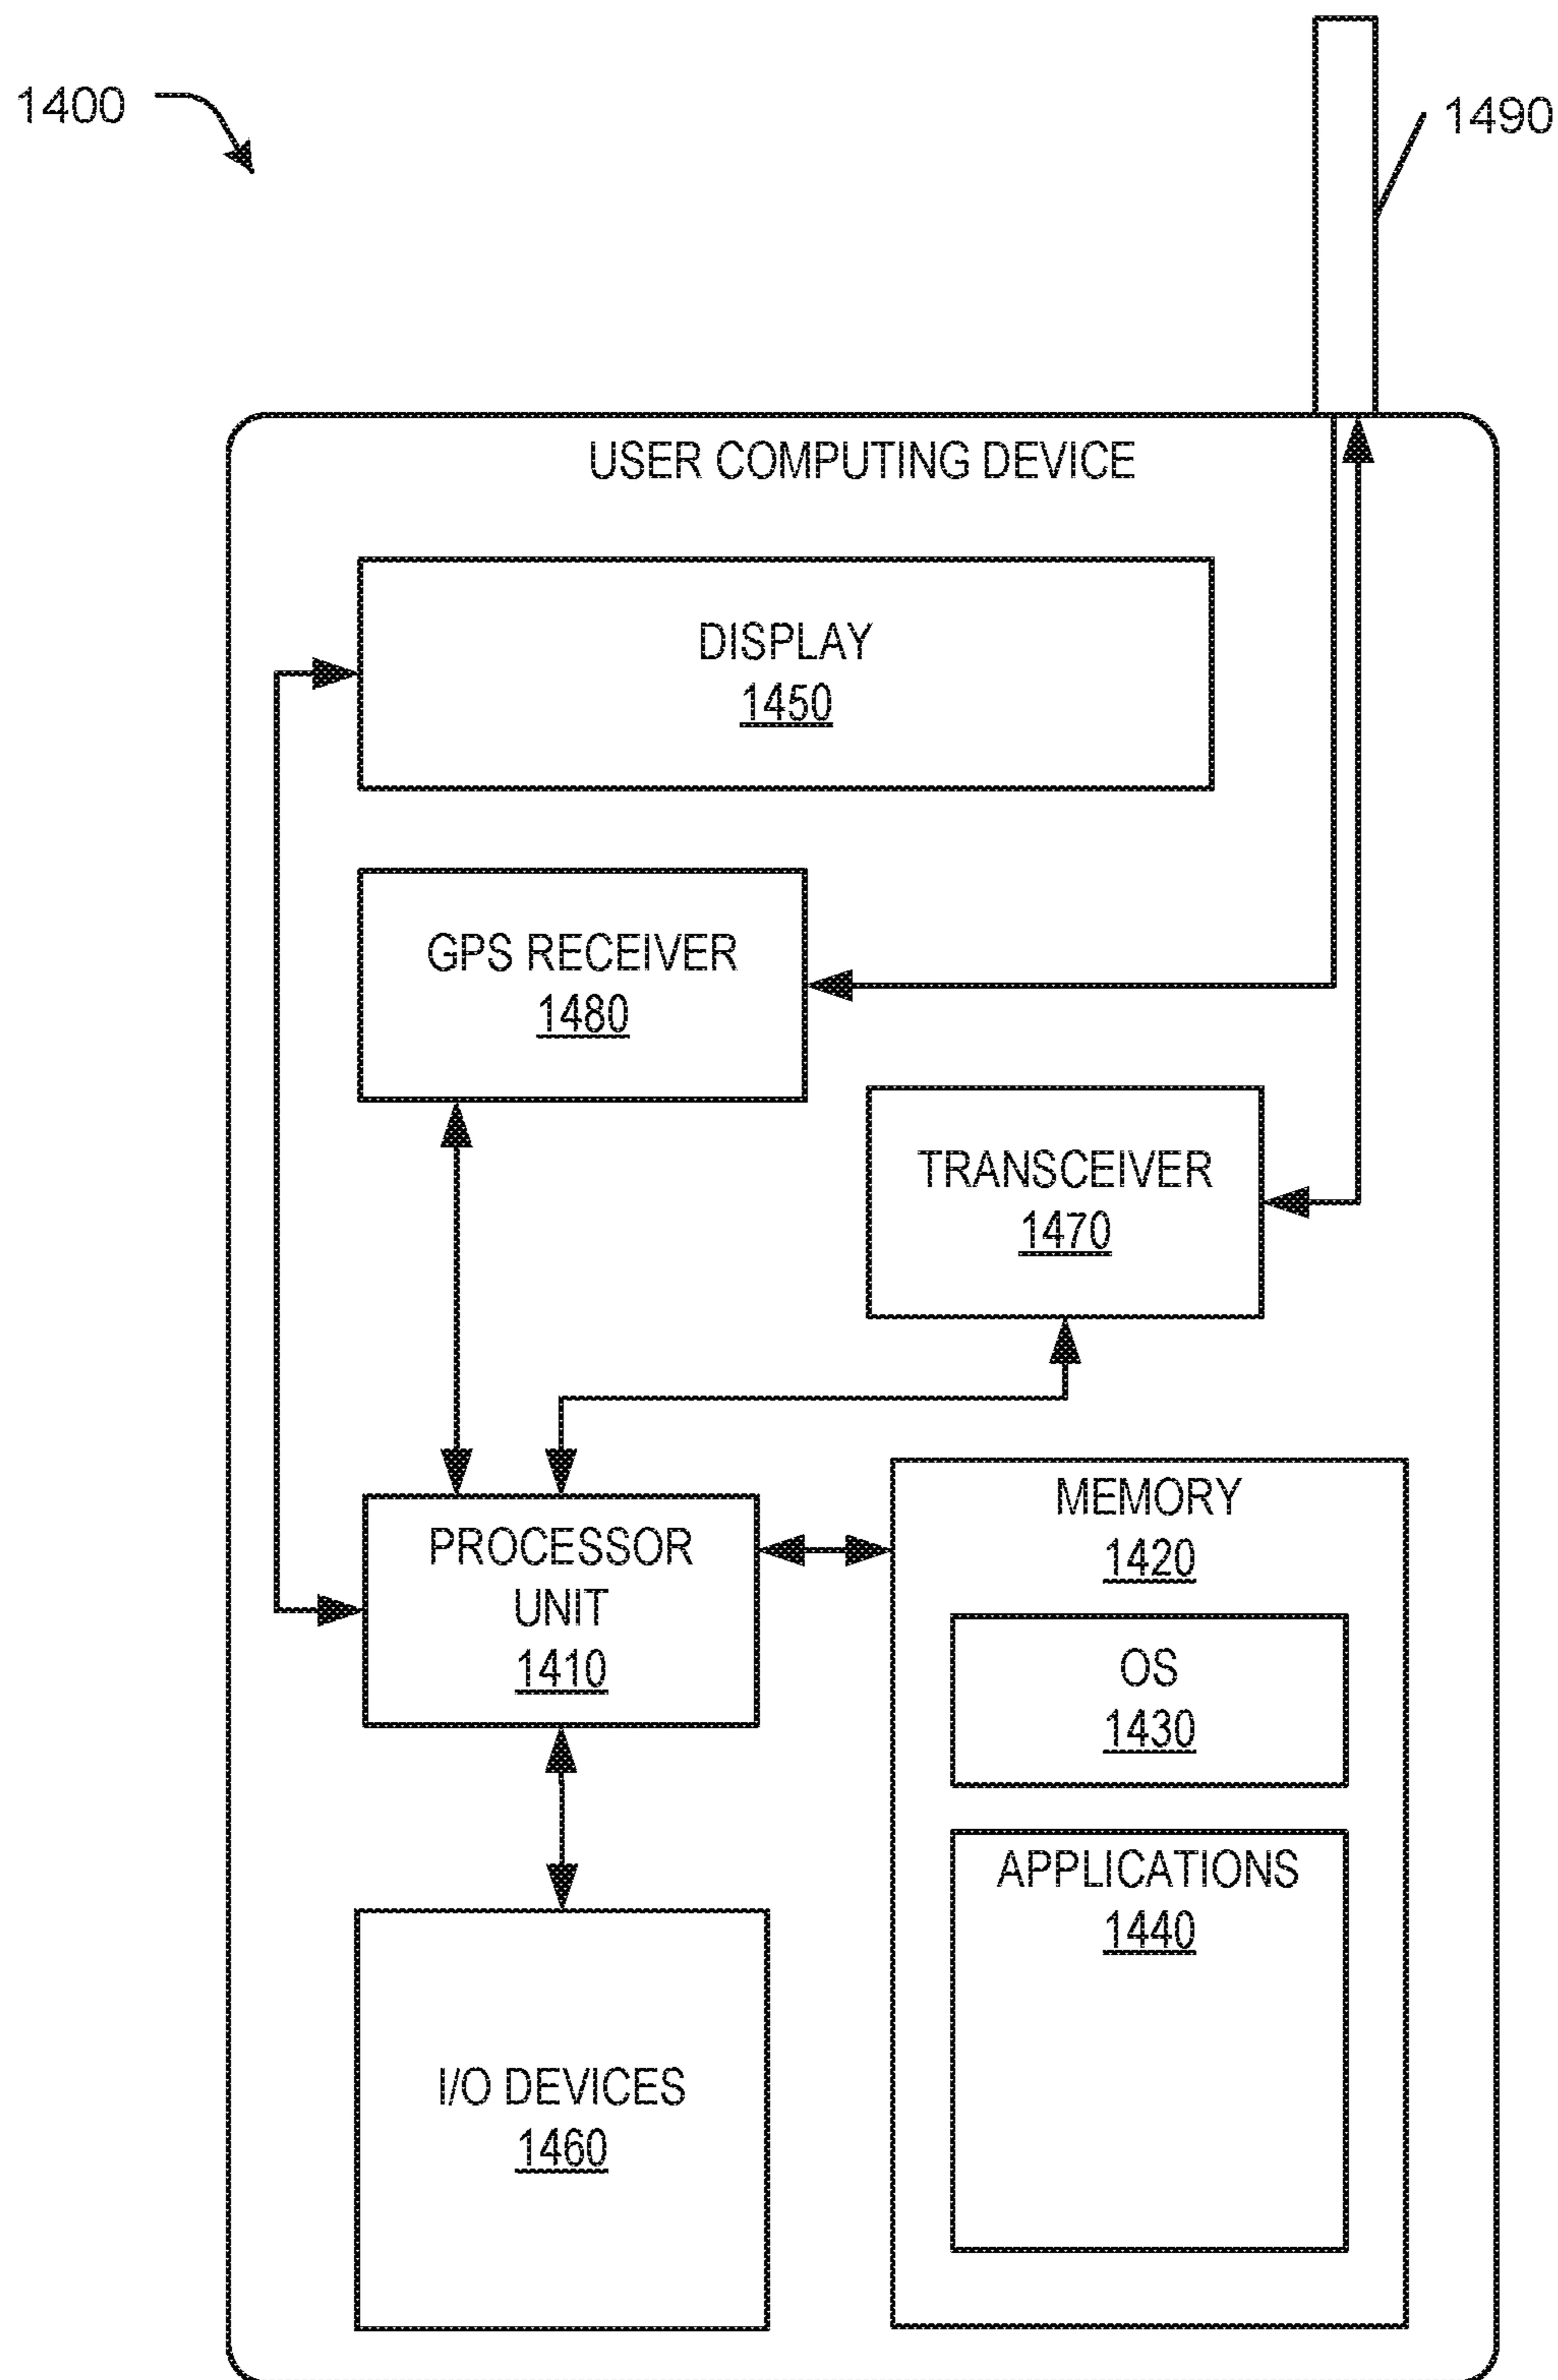 1400
1490
USER COMPUTING DEVICE
DISPLAY
1450
GPS RECEIVER
1480
TRANSCEIVER
1470
PROCESSOR
UNIT
1410
MEMORY
1420
OS
1430
APPLICATIONS
1440
I/O DEVICES
1460